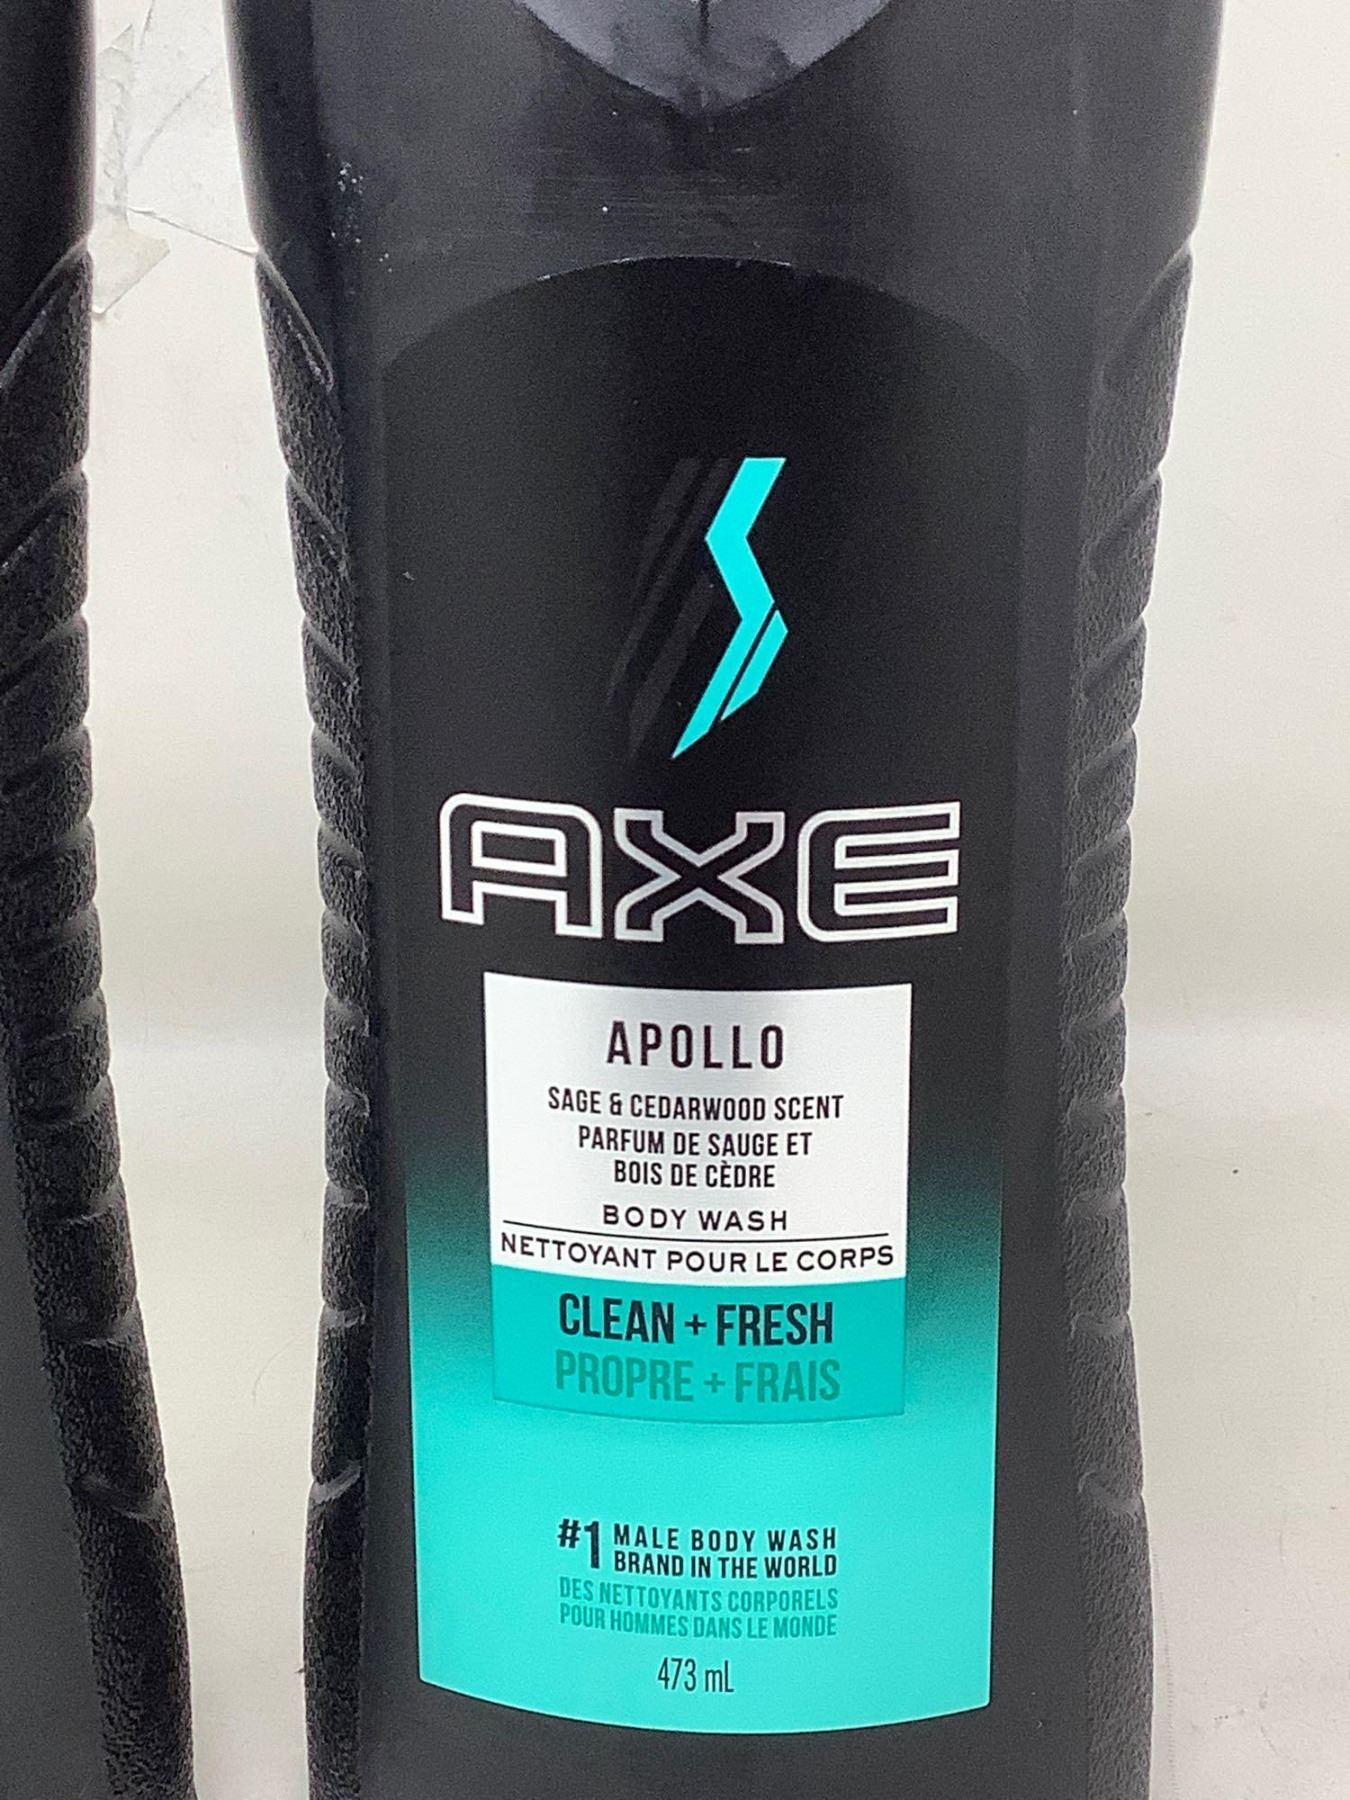 AXE
APOLLO
SAGE & CEDARWOOD SCENT
PARFUM DE SAUGE ET
BOIS DE CÈDRE
BODY WASH
NETTOYANT POUR LE CORPS
CLEAN + FRESH
PROPRE + FRAIS
#1 MALE BODY WASH
BRAND IN THE WORLD
DES NETTOYANTS CORPORELS
POUR HOMMES DANS LE MONDE
473 mL